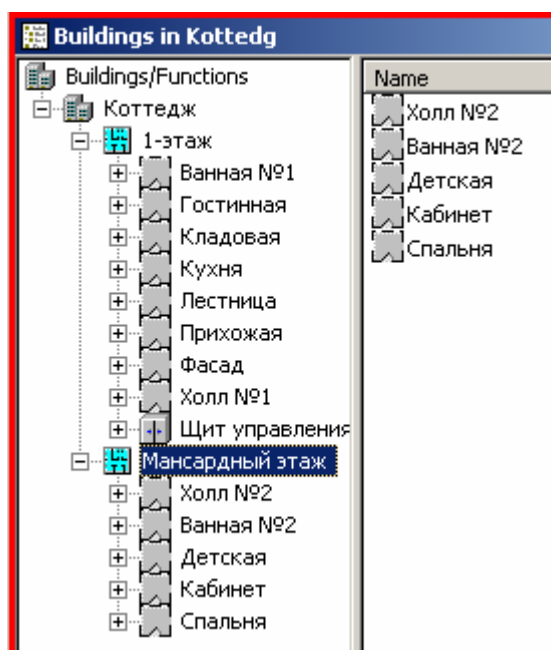 Buildings in Kottedg
Buildings/Functions
Коттедж
1-этаж
Ванная №1
Гостинная
Кладовая
Кухня
Лестница
Прихожая
Фасад
Холл №1
Щит управления
Мансардный этаж
Холл №2
Ванная №2
Детская
Кабинет
Спальня
Name
Холл №2
Ванная №2
Детская
Кабинет
Спальня